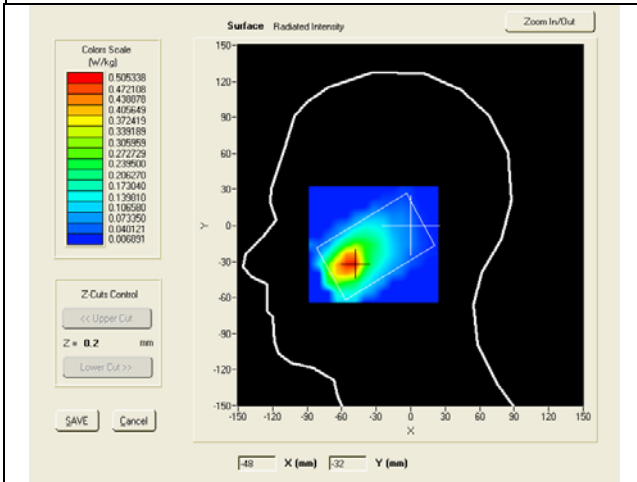 Surface Radiated Intensity
Zoom In/Out
Colors Scale
(W/kg)
0.505338
0.472108
0.438878
0.405649
0.372419
0.339189
0.305959
0.272729
0.239500
0.206270
0.173040
0.139810
0.106580
0.073350
0.040121
0.006891
150
120
90
60
30
0
-30
-60
-90
-120
-150
Y
-150 -120 -90 -60 -30 0 30 60 90 120 150
X
Z-Cuts Control
<< Upper Cut
Z = 0.2 mm
Lower Cut >>
SAVE Cancel
-48 X (mm) -32 Y (mm)